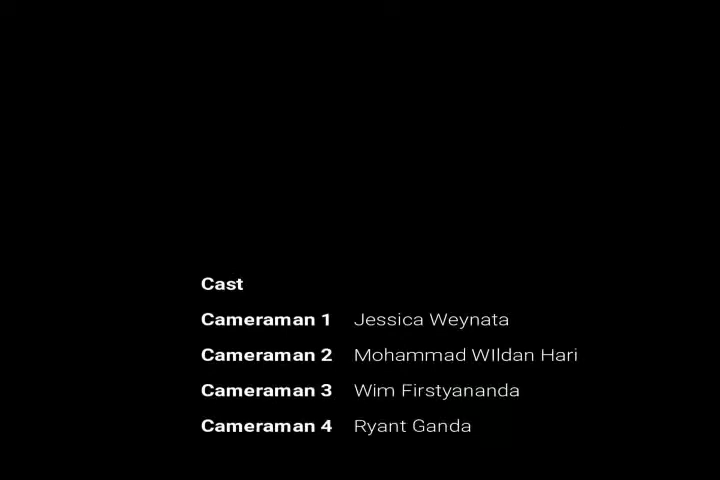 Cast
Cameraman 1 Jessica Weynata
Cameraman 2 Mohammad WIldan Hari
Cameraman 3 Wim Firstyananda
Cameraman 4 Ryant Ganda